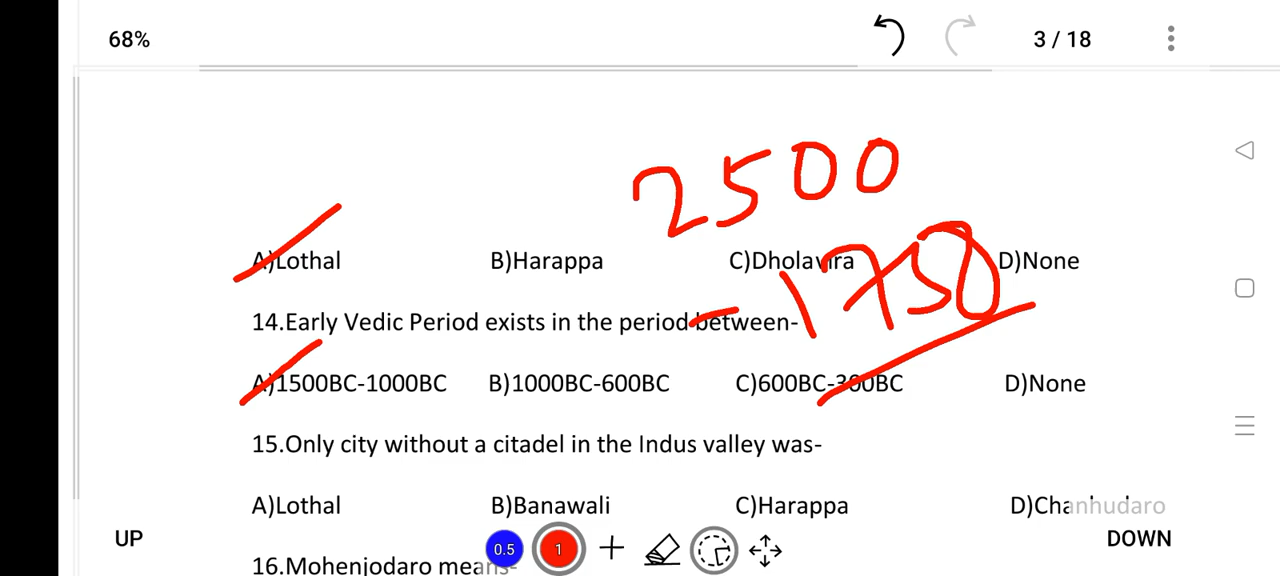 68%
3 / 18
2500
A)Lothal B)Harappa C)Dholavira D)None
- 1750
14.Early Vedic Period exists in the period between-
A)1500BC-1000BC B)1000BC-600BC C)600BC-300BC D)None
15.Only city without a citadel in the Indus valley was-
A)Lothal B)Banawali C)Harappa D)Chanhudaro
UP
DOWN
0.5 1
16.Mohenjodaro means-